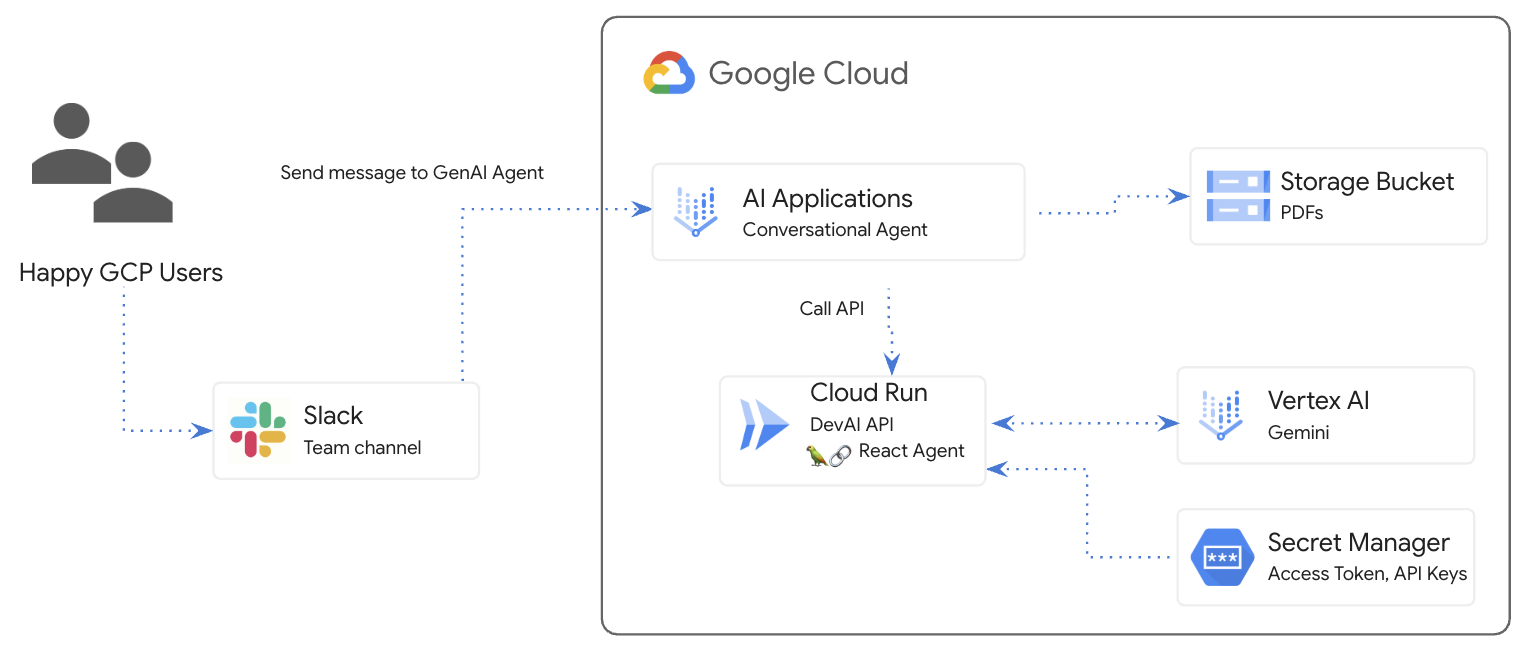 Google Cloud
Send message to GenAI Agent
AI Applications
Conversational Agent
Storage Bucket
PDFs
Happy GCP Users
Call API
Slack
Team channel
Cloud Run
DevAI API
React Agent
Vertex AI
Gemini
Secret Manager
***
Access Token, API Keys